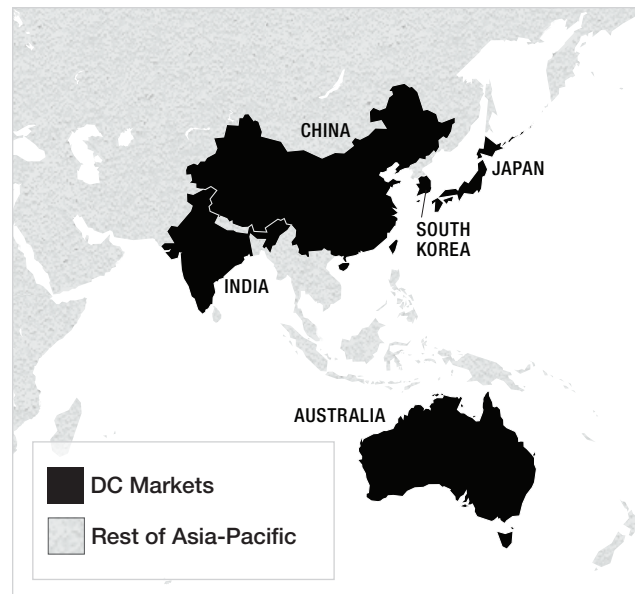 CHINA
JAPAN
SOUTH
KOREA
INDIA
AUSTRALIA
DC Markets
Rest of Asia-Pacific